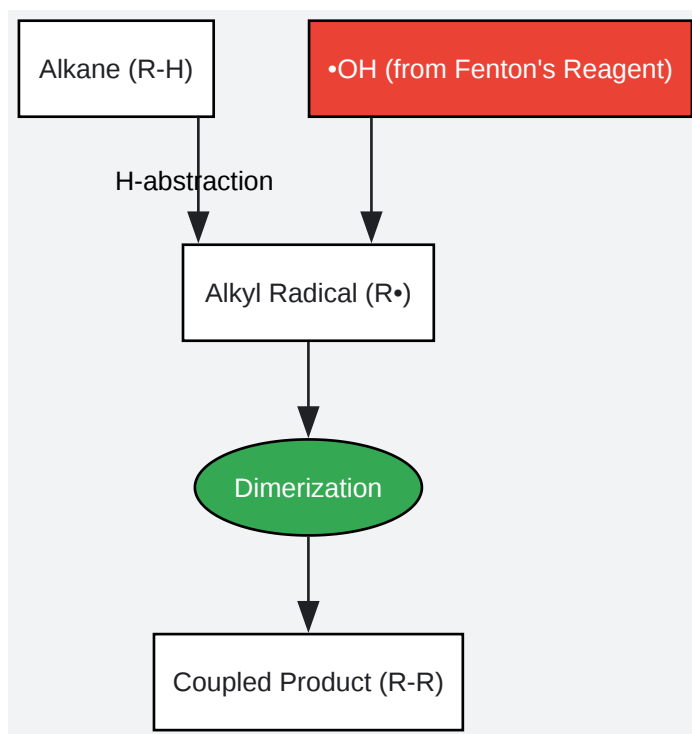 Alkane (R-H)
•OH (from Fenton's Reagent)
H-abstraction
Alkyl Radical (R•)
Dimerization
Coupled Product (R-R)